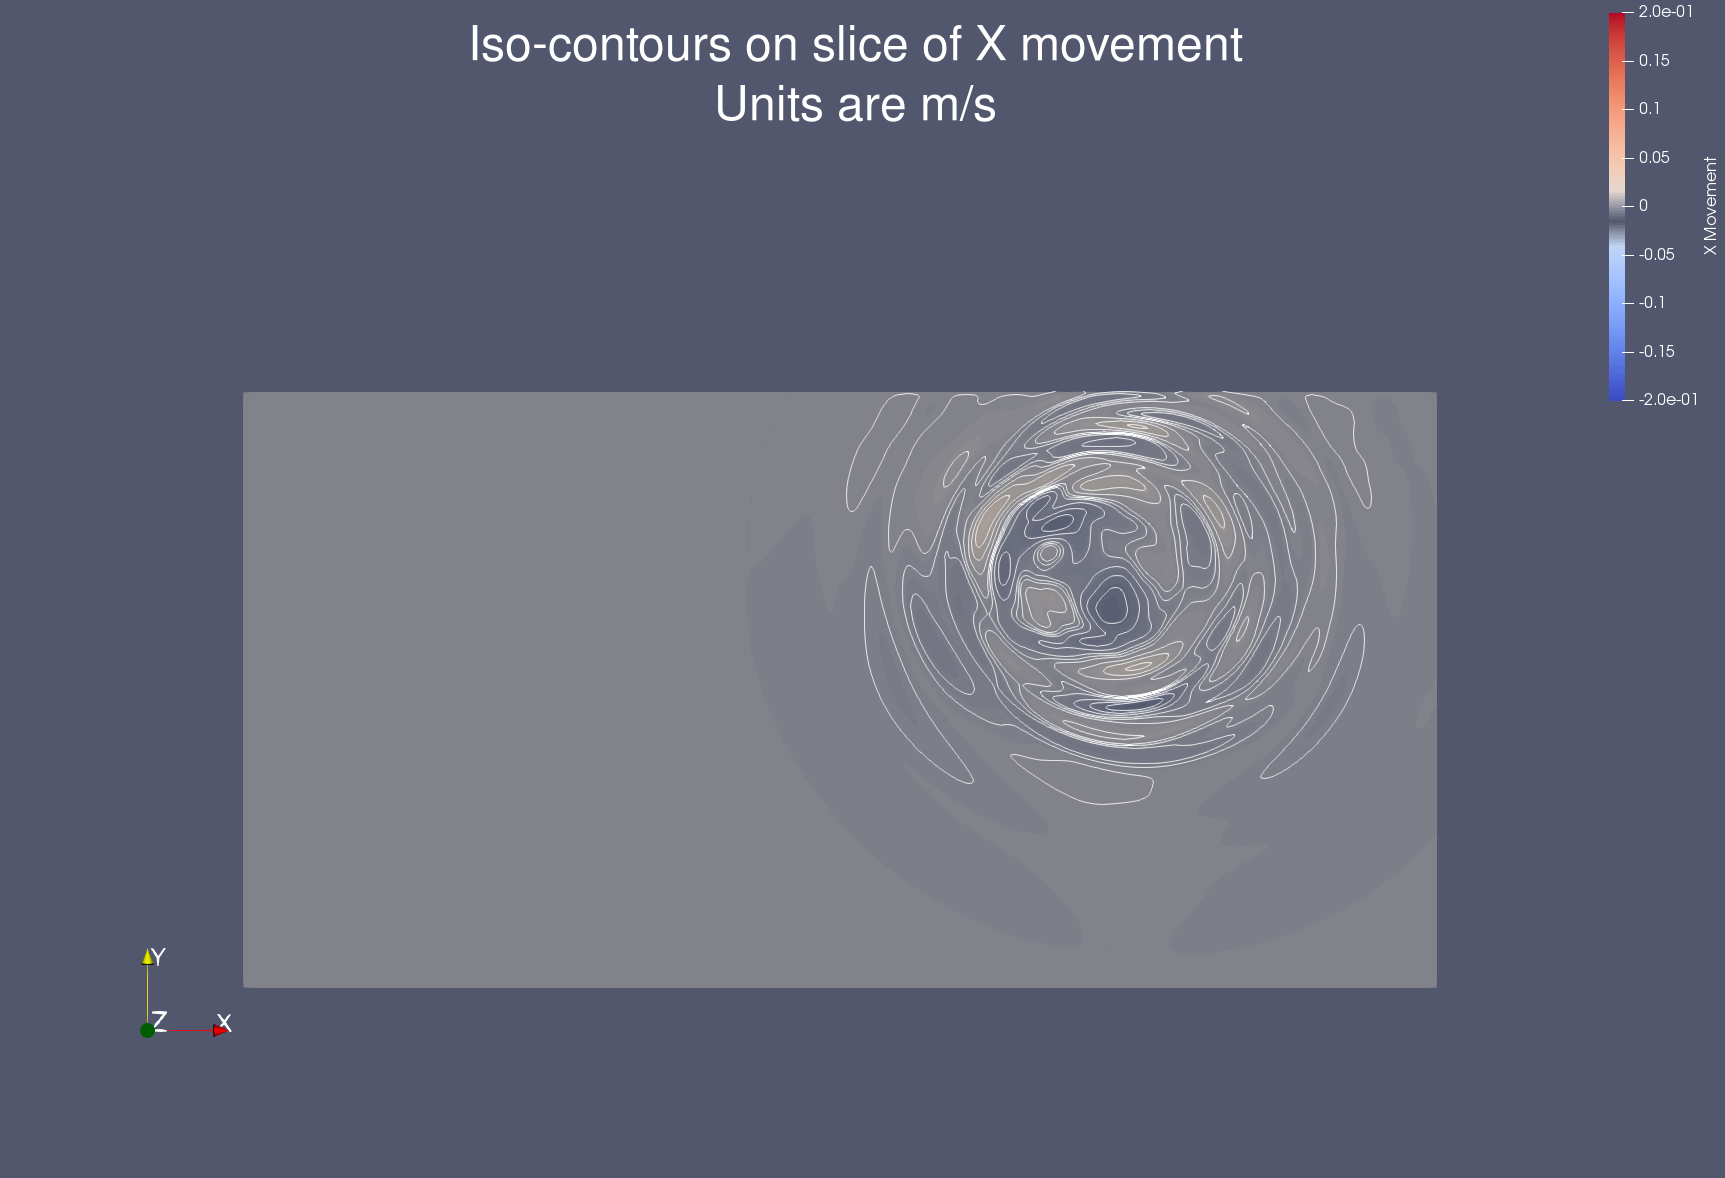 Iso-contours on slice of X movement
Units are m/s
2.0e-01
0.15
0.1
0.05
0
-0.05
-0.1
-0.15
-2.0e-01
X Movement
Y
Z
X